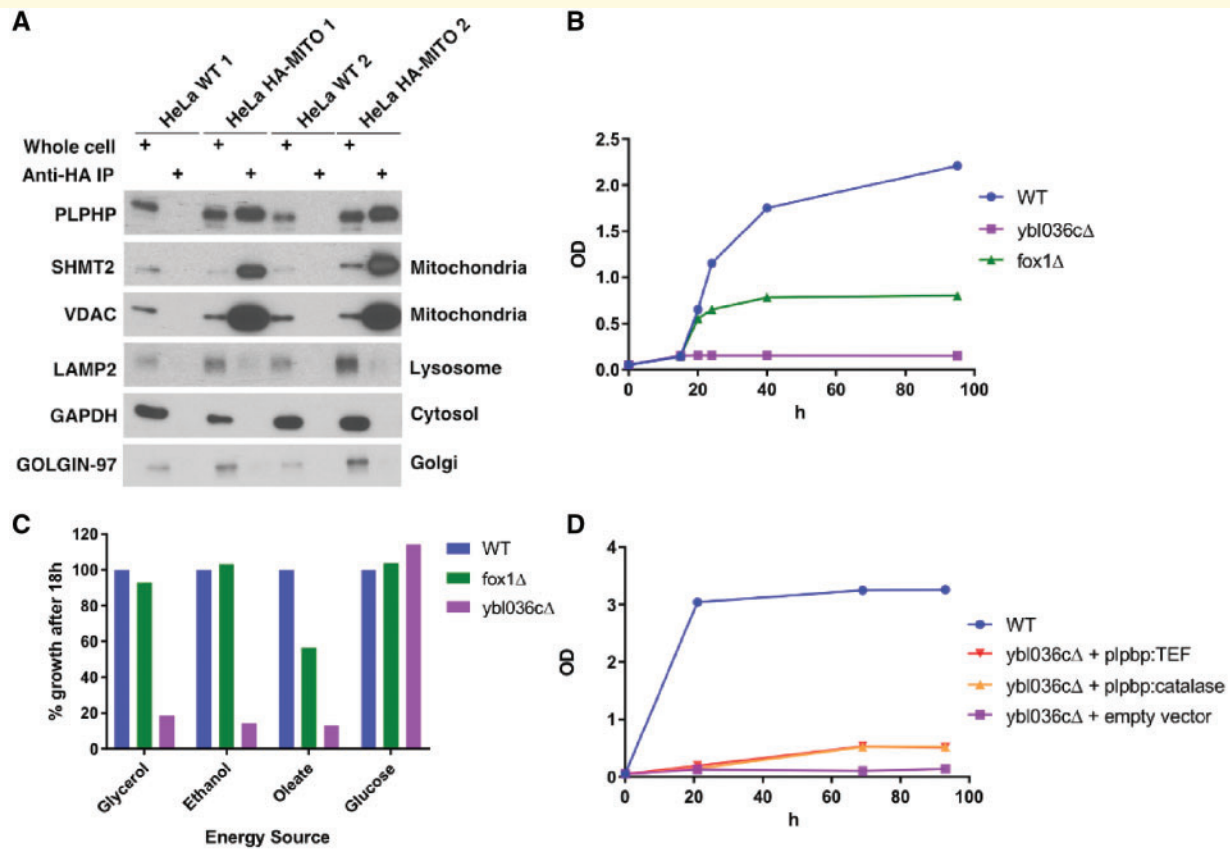 A
HeLa WT 1
HeLa HA-MITO 1
HeLa WT 2
HeLa HA-MITO 2
Whole cell + + + +
Anti-HA IP + + + +
PLPHP
SHMT2 Mitochondria
VDAC Mitochondria
LAMP2 Lysosome
GAPDH Cytosol
GOLGIN-97 Golgi
B
OD
2.5
2.0
1.5
1.0
0.5
0.0
0 20 40 60 80 100
h
WT
ybl036cΔ
fox1Δ
C
% growth after 18h
120
100
80
60
40
20
0
Glycerol
Ethanol
Oleate
Glucose
Energy Source
WT
fox1Δ
ybl036cΔ
D
OD
4
3
2
1
0
0 20 40 60 80 100
h
WT
ybl036cΔ + plpbp:TEF
ybl036cΔ + plpbp:catalase
ybl036cΔ + empty vector